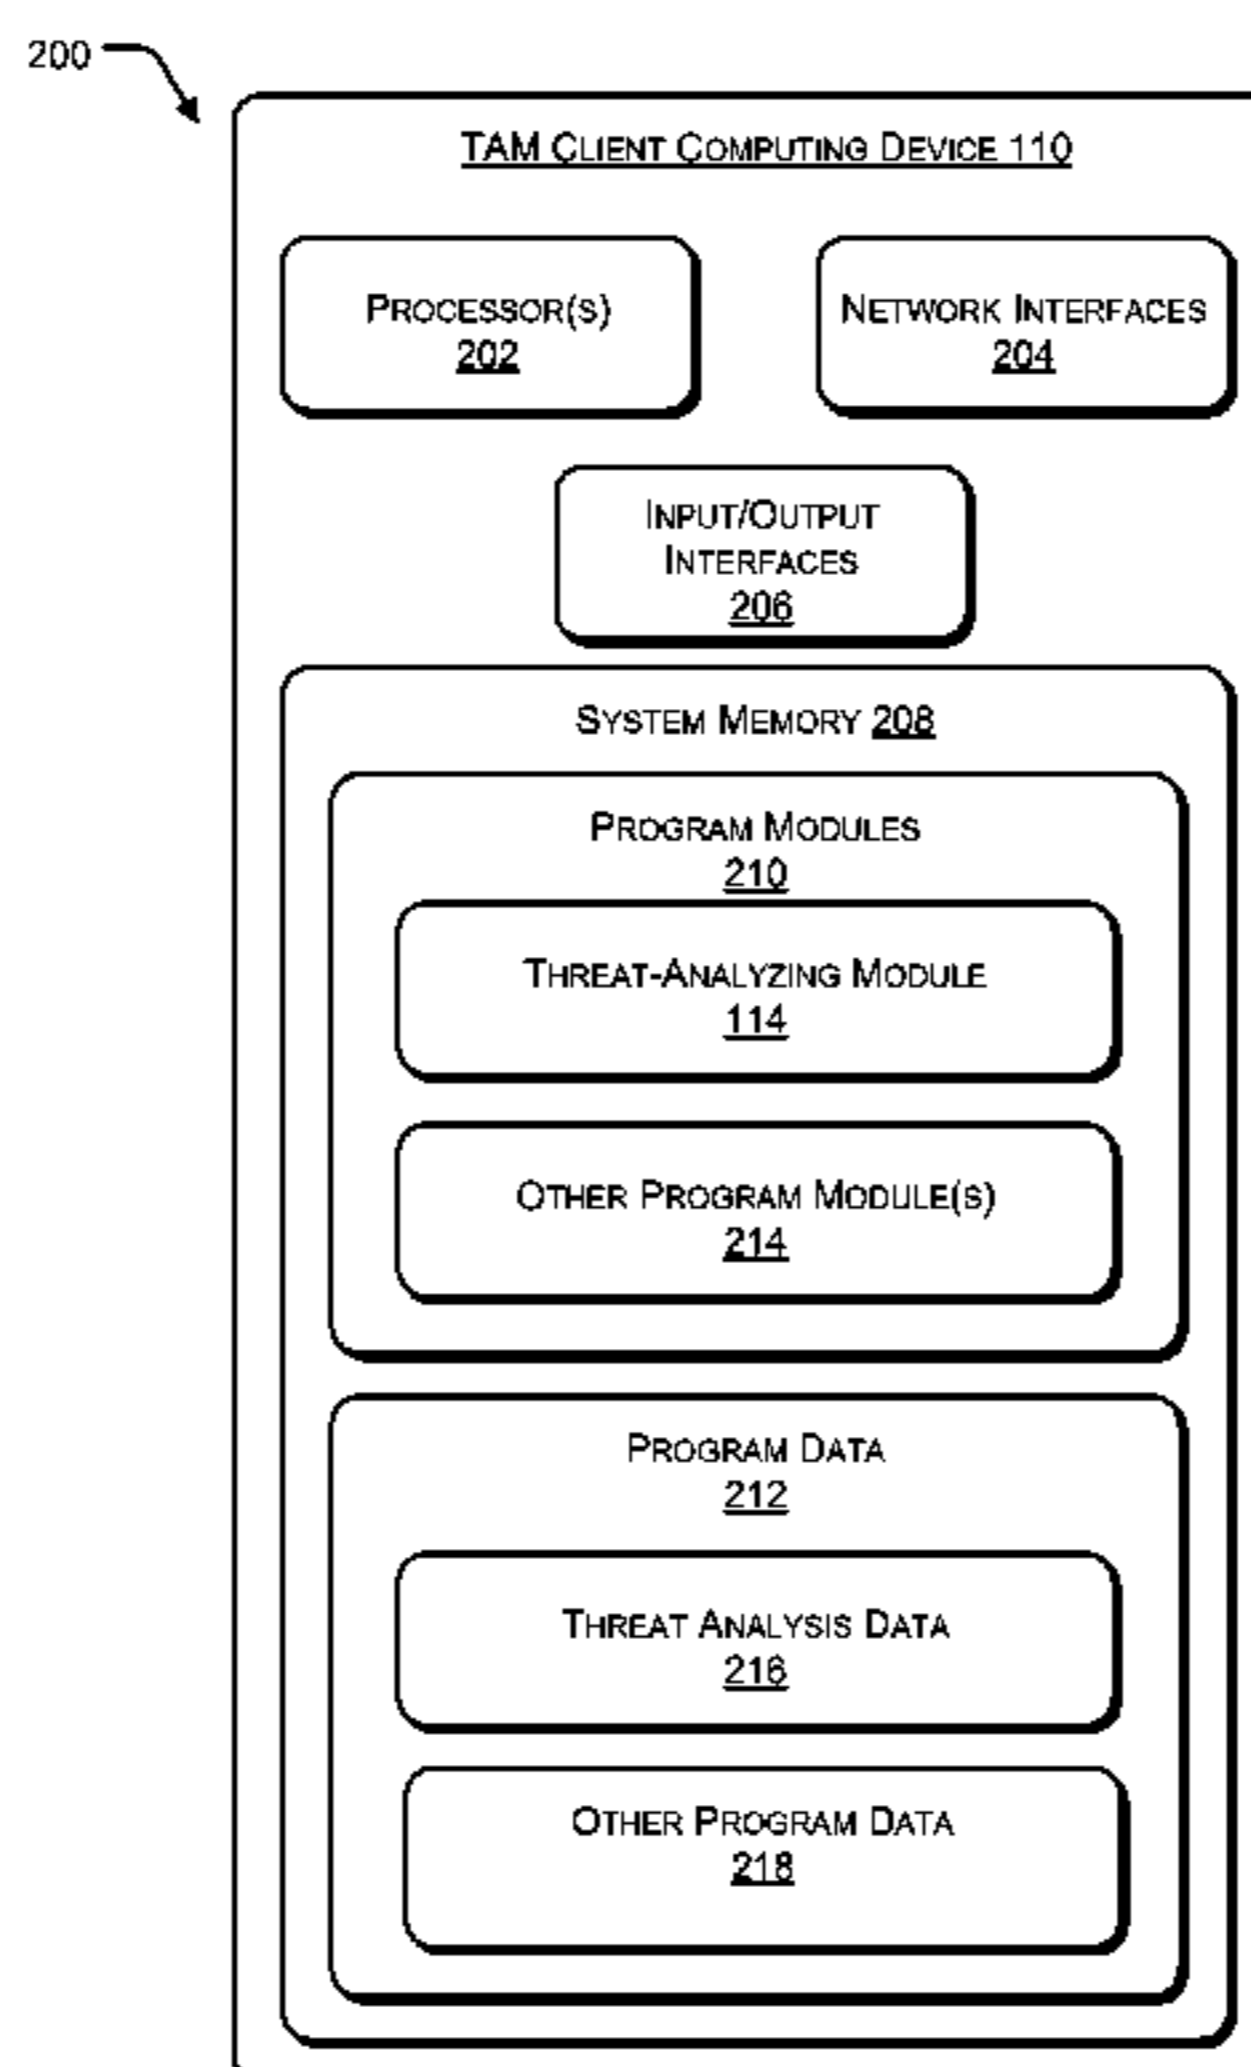 200
TAM CLIENT COMPUTING DEVICE 110
PROCESSOR(S)
202
NETWORK INTERFACES
204
INPUT/OUTPUT
INTERFACES
206
SYSTEM MEMORY 208
PROGRAM MODULES
210
THREAT-ANALYZING MODULE
114
OTHER PROGRAM MODULE(S)
214
PROGRAM DATA
212
THREAT ANALYSIS DATA
216
OTHER PROGRAM DATA
218